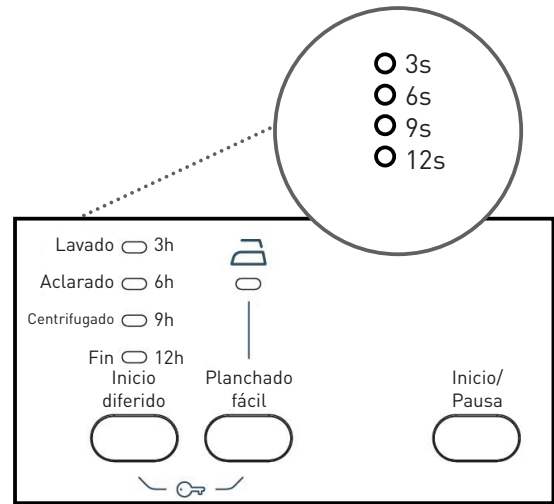 3s
6s
9s
12s
Lavado 3h
Aclarado 6h
Centrifugado 9h
Fin 12h
Inicio diferido
Planchado fácil
Inicio/ Pausa